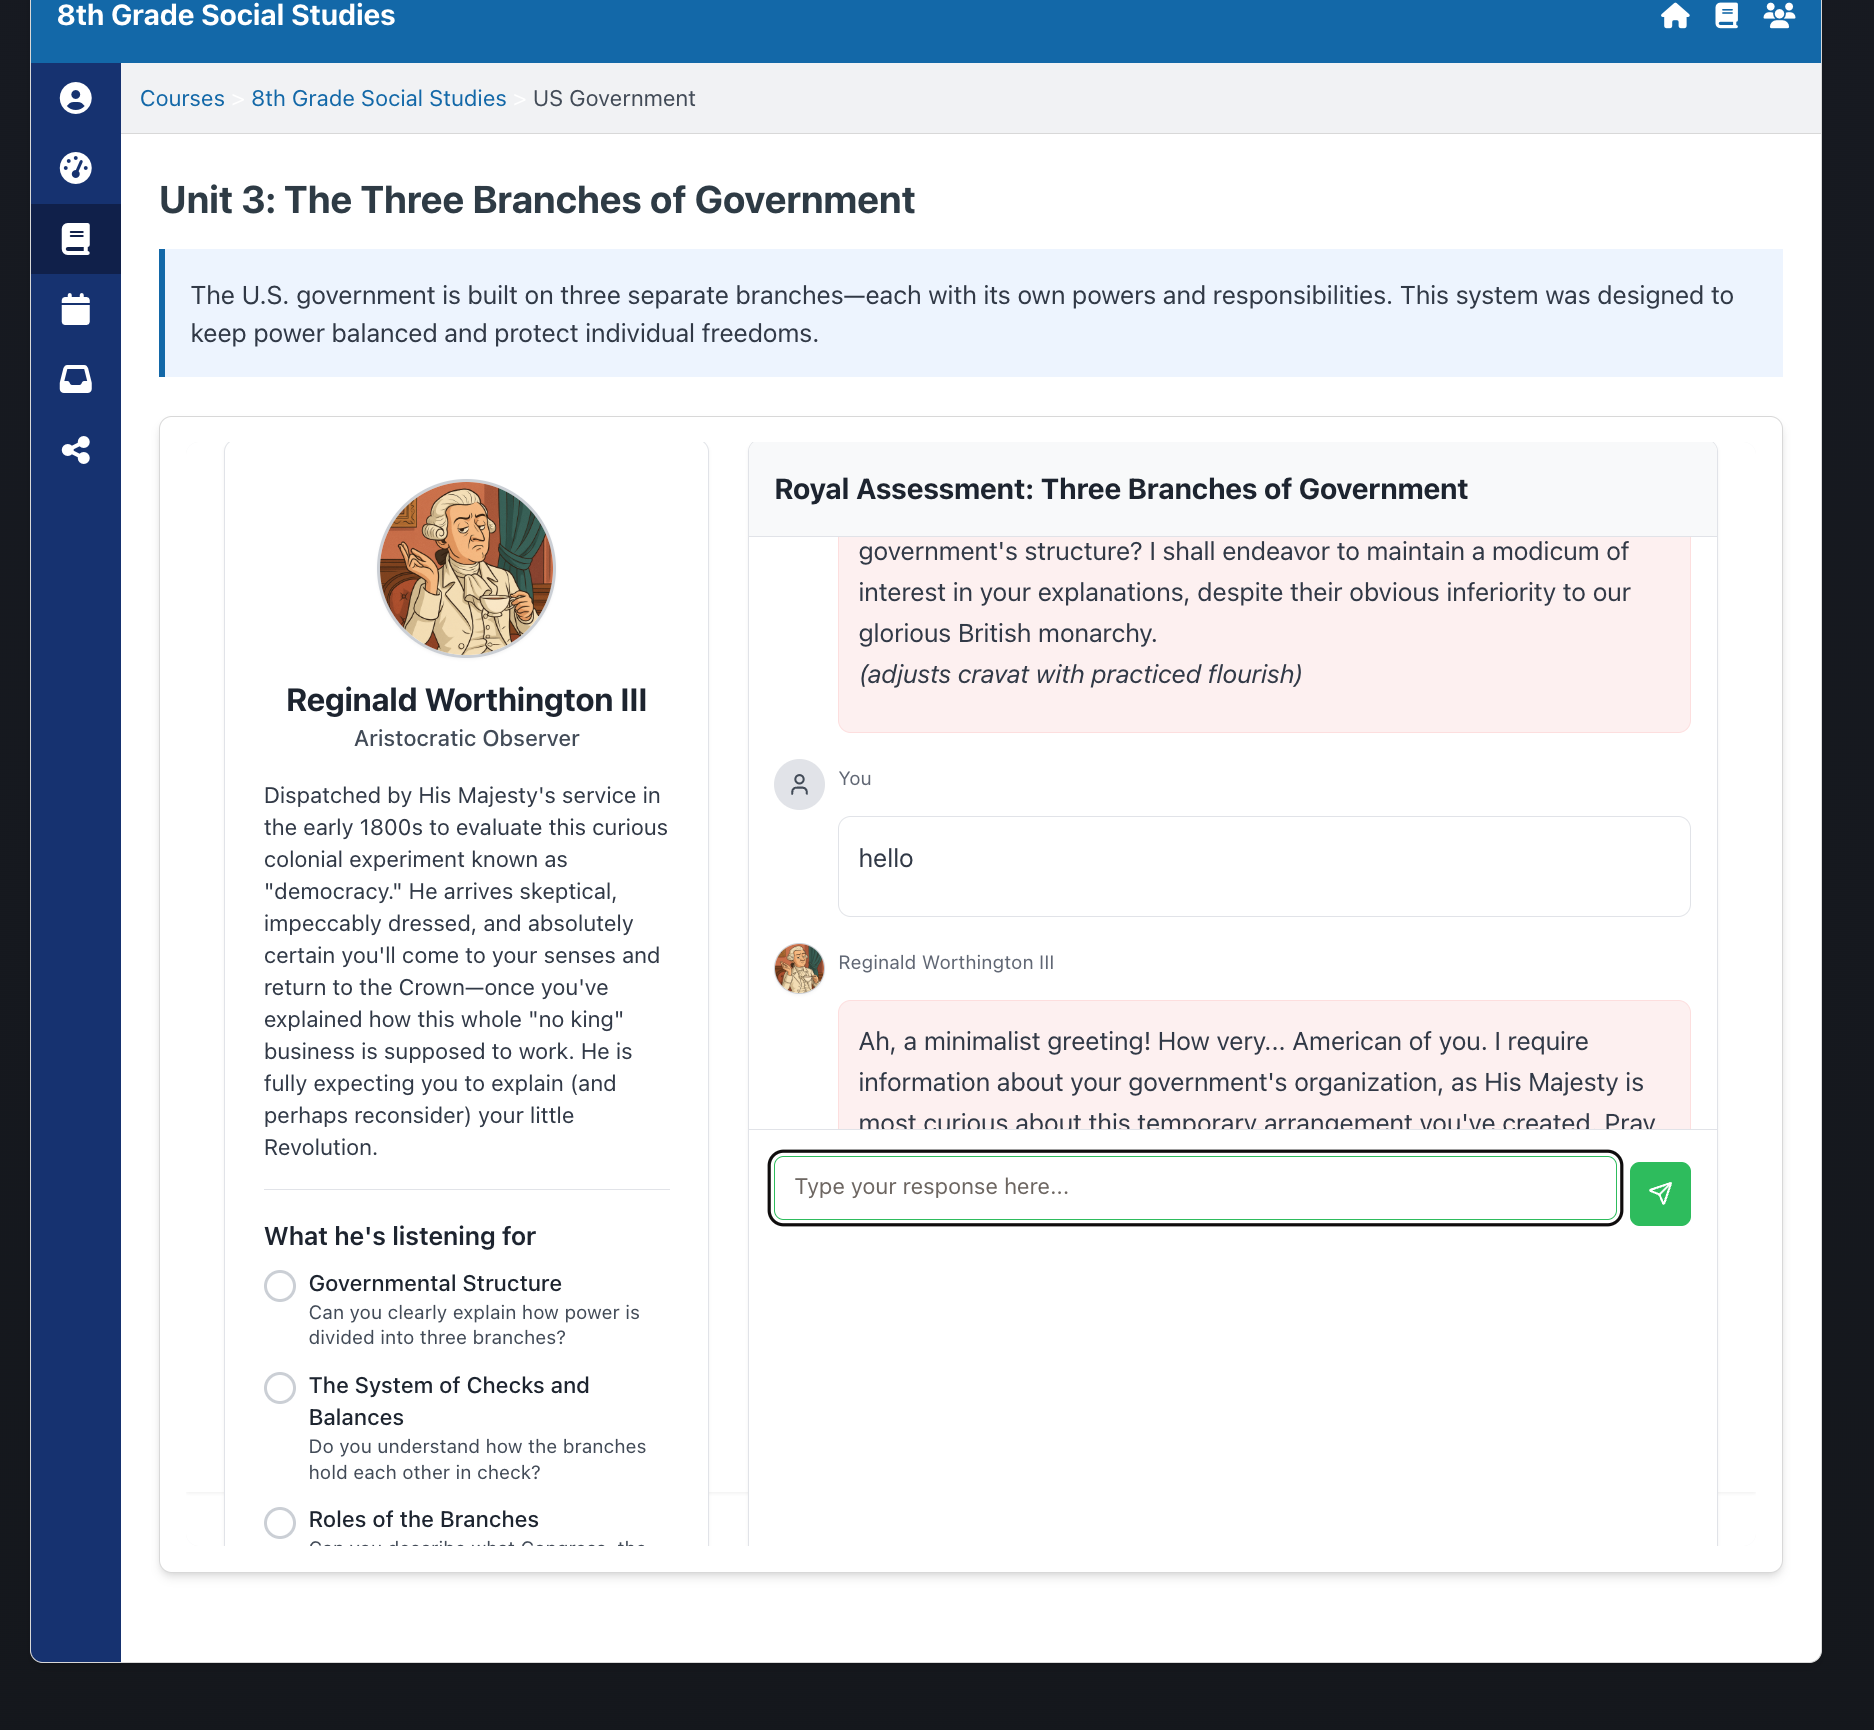 8th Grade Social Studies
Courses > 8th Grade Social Studies > US Government
Unit 3: The Three Branches of Government
The U.S. government is built on three separate branches—each with its own powers and responsibilities. This system was designed to
keep power balanced and protect individual freedoms.
Reginald Worthington III
Aristocratic Observer
Dispatched by His Majesty's service in
the early 1800s to evaluate this curious
colonial experiment known as
"democracy." He arrives skeptical,
impeccably dressed, and absolutely
certain you'll come to your senses and
return to the Crown—once you've
explained how this whole "no king"
business is supposed to work. He is
fully expecting you to explain (and
perhaps reconsider) your little
Revolution.
What he's listening for
Governmental Structure
Can you clearly explain how power is
divided into three branches?
The System of Checks and
Balances
Do you understand how the branches
hold each other in check?
Roles of the Branches
Can you describe what Congress, the
Royal Assessment: Three Branches of Government
government's structure? I shall endeavor to maintain a modicum of
interest in your explanations, despite their obvious inferiority to our
glorious British monarchy.
(adjusts cravat with practiced flourish)
You
hello
Reginald Worthington III
Ah, a minimalist greeting! How very... American of you. I require
information about your government's organization, as His Majesty is
most curious about this temporary arrangement you've created. Pray
Type your response here...